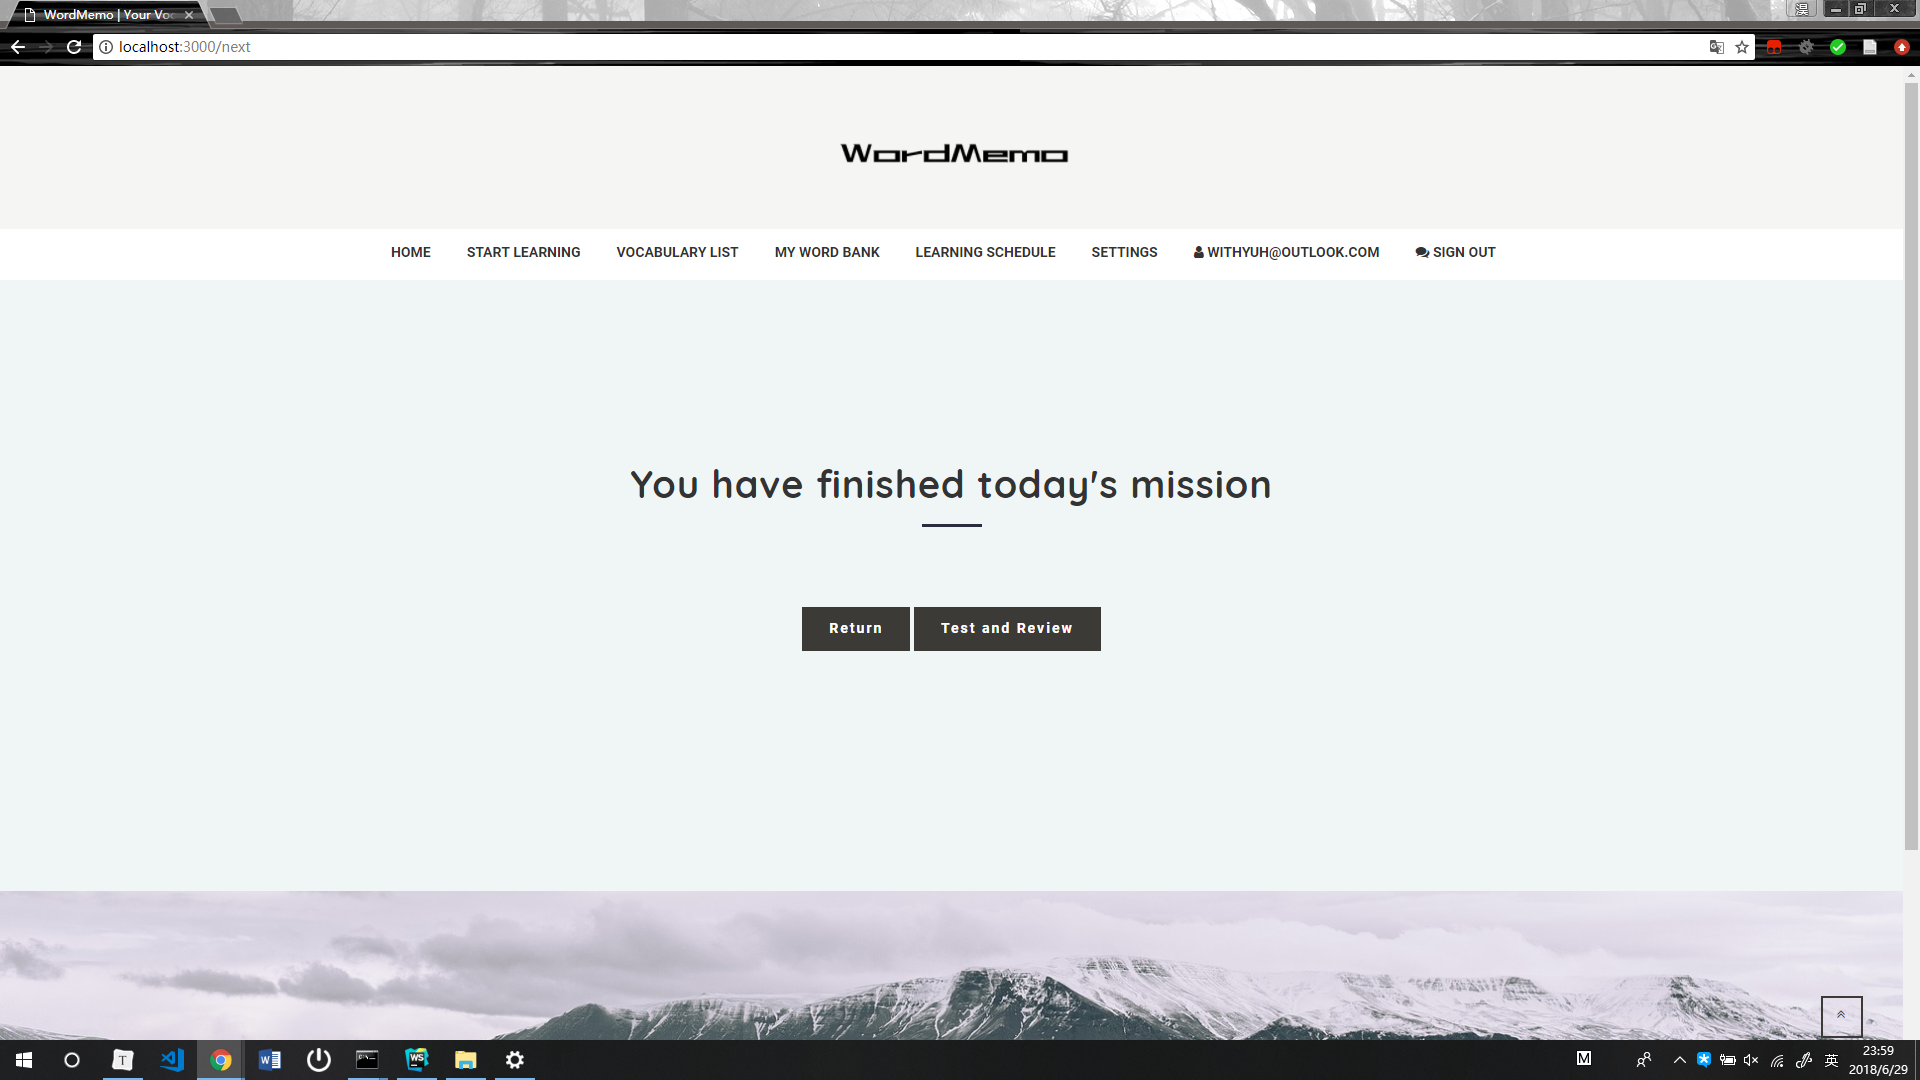 WordMemo | Your Voc
localhost:3000/next
WordMemo
HOME
START LEARNING
VOCABULARY LIST
MY WORD BANK
LEARNING SCHEDULE
SETTINGS
WITHYUH@OUTLOOK.COM
SIGN OUT
You have finished today's mission
Return
Test and Review
英
23:59
2018/6/29